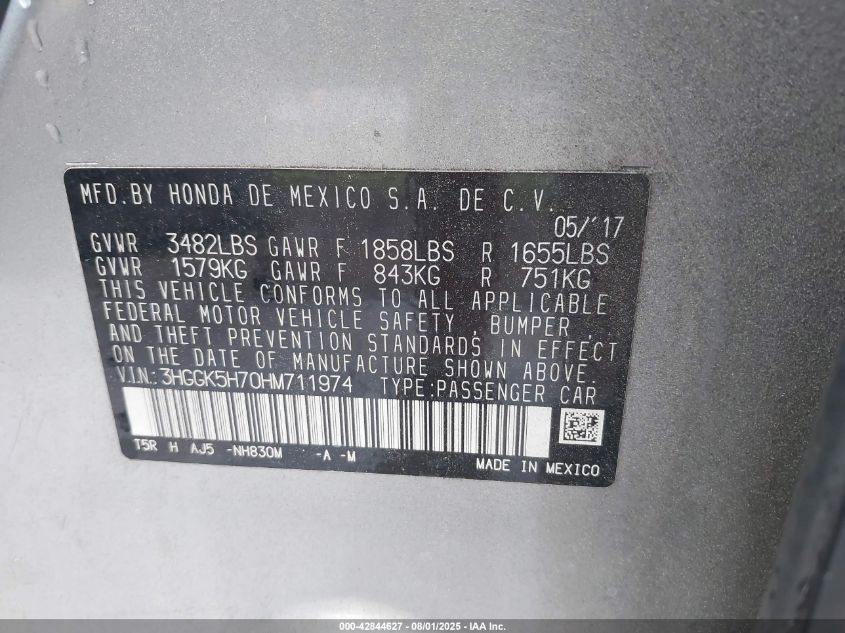 MFD.BY HONDA DE MEXICO S.A. DE C.V.
05/'17
GVWR 3482LBS GAWR F 1858LBS R 1655LBS
GVWR 1579KG GAWR F 843KG R 751KG
THIS VEHICLE CONFORMS TO ALL APPLICABLE
FEDERAL MOTOR VEHICLE SAFETY, BUMPER,
AND THEFT PREVENTION STANDARDS IN EFFECT
ON THE DATE OF MANUFACTURE SHOWN ABOVE.
V.I.N.: 3HGGK5H70HM711974 TYPE:PASSENGER CAR
T5R H AJ5 -NH830M -A -M
MADE IN MEXICO
000-42844627 - 08/01/2025 - IAA Inc.